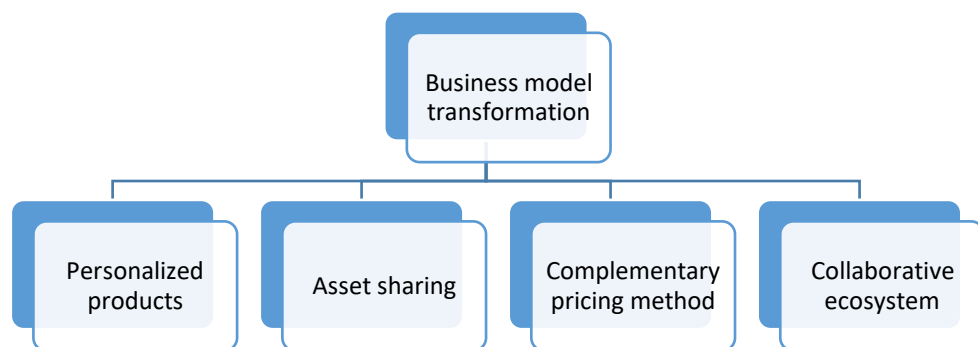 Business model
transformation
Personalized
products
Asset sharing
Complementary
pricing method
Collaborative
ecosystem